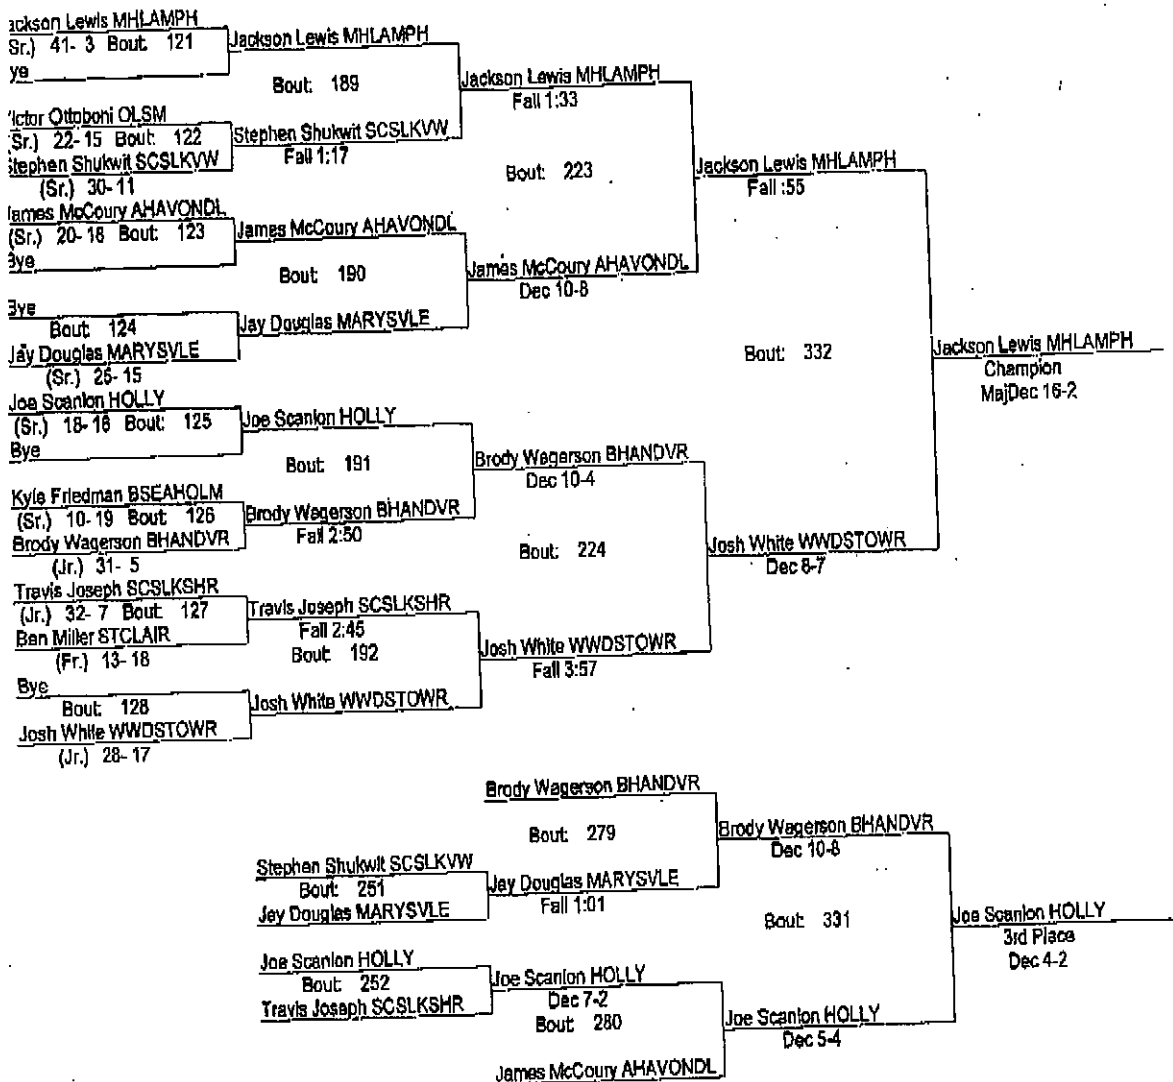 ackson Lewis MHLAMPH
Sr.) 41- 3 Bout: 121
ye
Jackson Lewis MHLAMPH
Bout: 189
Jackson Lewis MHLAMPH
Fall 1:33
ictor Ottoboni OLSM
Sr.) 22- 15 Bout: 122
Stephen Shukwit SCSLKVW
(Sr.) 30- 11
Stephen Shukwit SCSLKVW
Fall 1:17
Bout: 223
Jackson Lewis MHLAMPH
Fall :55
James McCoury AHAVONDL
(Sr.) 20- 16 Bout: 123
Bye
James McCoury AHAVONDL
Bout: 190
James McCoury AHAVONDL
Dec 10-8
Bye
Bout: 124
Jay Douglas MARYSVLE
(Sr.) 25- 15
Jay Douglas MARYSVLE
Bout: 332
Jackson Lewis MHLAMPH
Champion
MajDec 16-2
Joe Scanlon HOLLY
(Sr.) 18- 16 Bout: 125
Bye
Joe Scanlon HOLLY
Bout: 191
Brody Wagerson BHANDVR
Dec 10-4
Kyle Friedman BSEAHOLM
(Sr.) 10- 19 Bout: 126
Brody Wagerson BHANDVR
(Jr.) 31- 5
Brody Wagerson BHANDVR
Fall 2:50
Bout: 224
Josh White WWDSTOWR
Dec 8-7
Travis Joseph SCSLKSHR
(Jr.) 32- 7 Bout: 127
Ben Miller STCLAIR
(Fr.) 13- 18
Travis Joseph SCSLKSHR
Fall 2:45
Bout: 192
Josh White WWDSTOWR
Fall 3:57
Bye
Bout: 128
Josh White WWDSTOWR
(Jr.) 28- 17
Josh White WWDSTOWR
Brody Wagerson BHANDVR
Bout: 279
Brody Wagerson BHANDVR
Dec 10-8
Stephen Shukwit SCSLKVW
Bout: 251
Jay Douglas MARYSVLE
Jay Douglas MARYSVLE
Fall 1:01
Bout: 331
Joe Scanlon HOLLY
3rd Place
Dec 4-2
Joe Scanlon HOLLY
Bout: 252
Travis Joseph SCSLKSHR
Joe Scanlon HOLLY
Dec 7-2
Bout: 280
Joe Scanlon HOLLY
Dec 5-4
James McCoury AHAVONDL